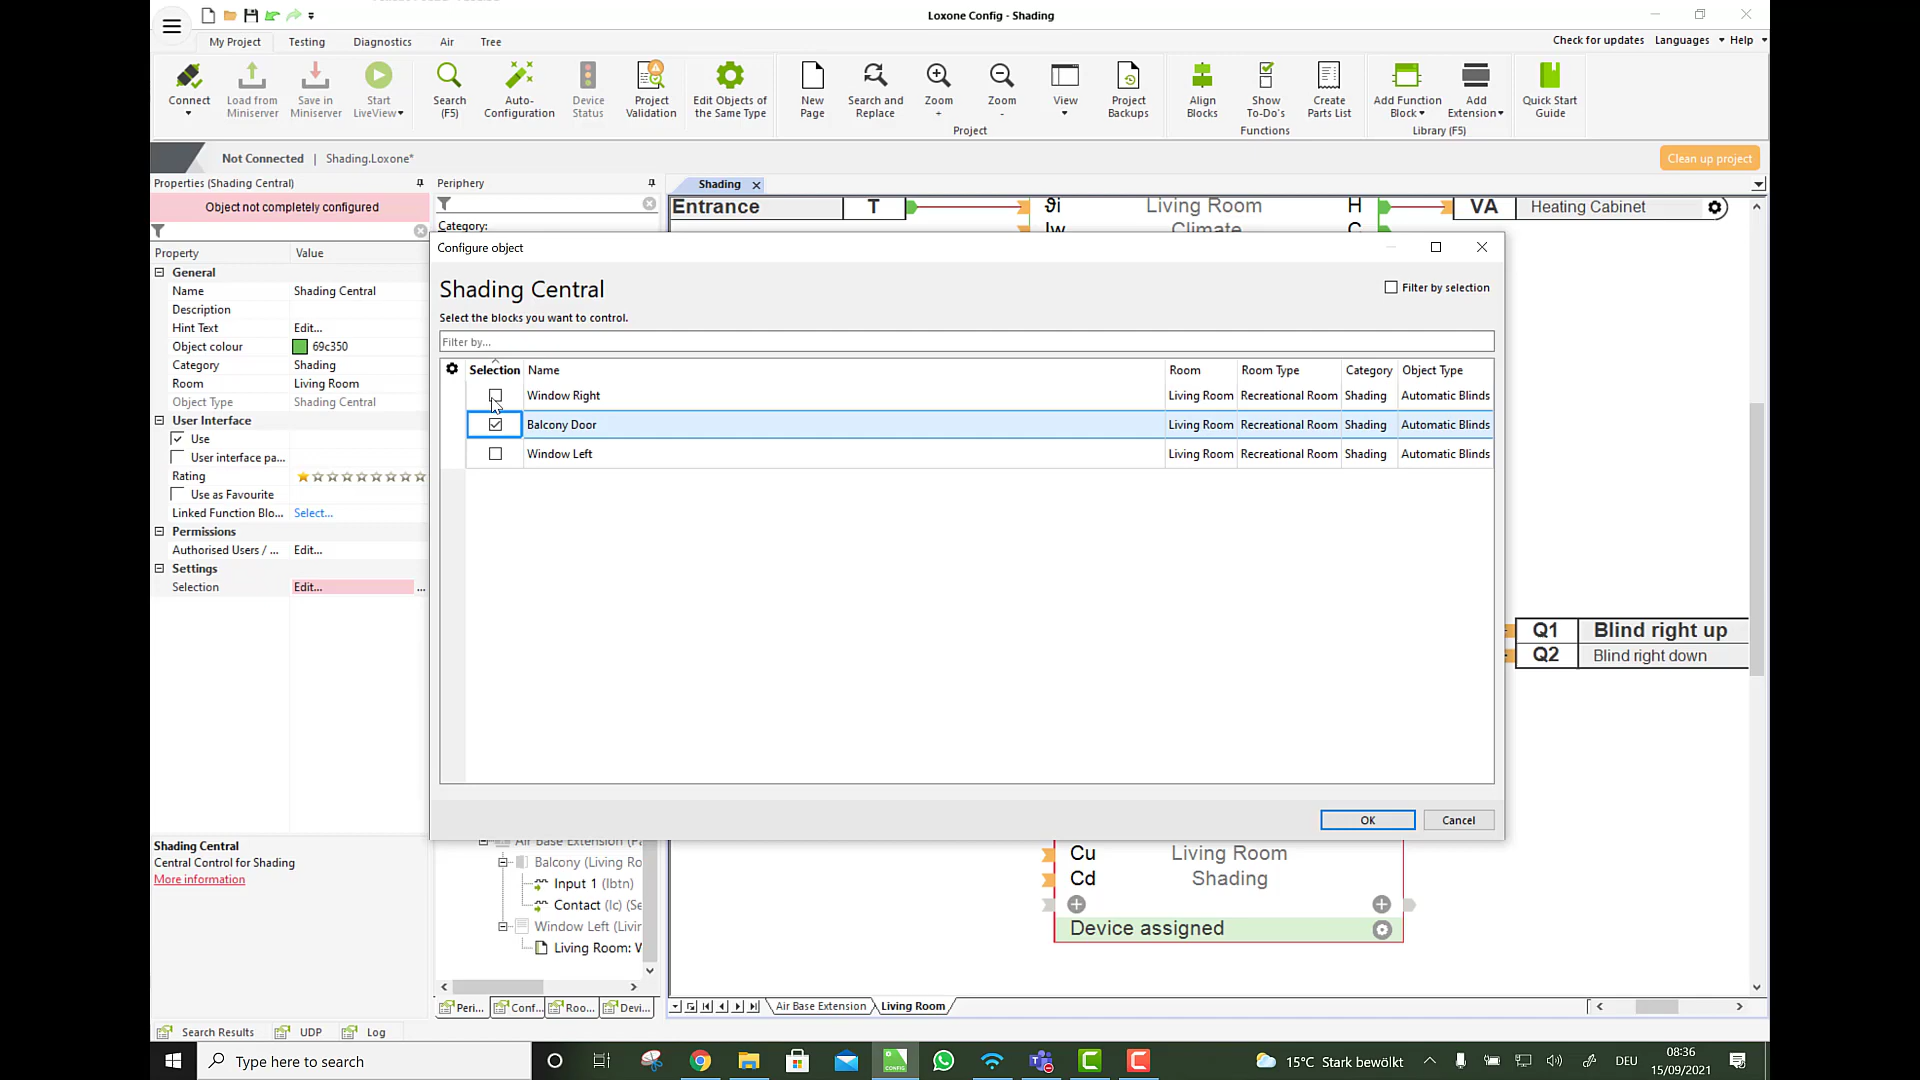 Loxone Config - Shading
My Project
Testing
Diagnostics
Air
Tree
Check for updates
Languages
Help
Connect
Load from Miniserver
Save in Miniserver
Start LiveView
Search (F5)
Auto-Configuration
Device Status
Project Validation
Edit Objects of the Same Type
New Page
Search and Replace
Zoom +
Zoom -
View
Project Backups
Align Blocks
Show To-Do's
Create Parts List
Add Function Block
Add Extension
Quick Start Guide
Project
Functions
Library (F5)
Not Connected | Shading.Loxone*
Clean up project
Properties (Shading Central)
Object not completely configured
Property Value
General
Name Shading Central
Description
Hint Text Edit...
Object colour 69c350
Category Shading
Room Living Room
Object Type Shading Central
User Interface
Use
User interface pa...
Rating
Use as Favourite
Linked Function Blo... Select...
Permissions
Authorised Users / ... Edit...
Settings
Selection Edit... ...
Shading Central
Central Control for Shading
More information
Periphery
Category:
Shading
Entrance T
ϑi Living Room H
Iw Climate C
VA Heating Cabinet
Configure object
Shading Central
Filter by selection
Select the blocks you want to control.
Filter by...
Selection Name Room Room Type Category Object Type
Window Right Living Room Recreational Room Shading Automatic Blinds
Balcony Door Living Room Recreational Room Shading Automatic Blinds
Window Left Living Room Recreational Room Shading Automatic Blinds
OK
Cancel
Q1 Blind right up
Q2 Blind right down
Air Base Extension
Balcony (Living Ro
Input 1 (Ibtn)
Contact (Ic) (Se
Window Left (Livir
Living Room: W
Cu Living Room
Cd Shading
Device assigned
Peri...
Conf...
Roo...
Devi...
Air Base Extension
Living Room
Search Results
UDP
Log
Type here to search
CONFIG
15°C Stark bewölkt
DEU
08:36
15/09/2021